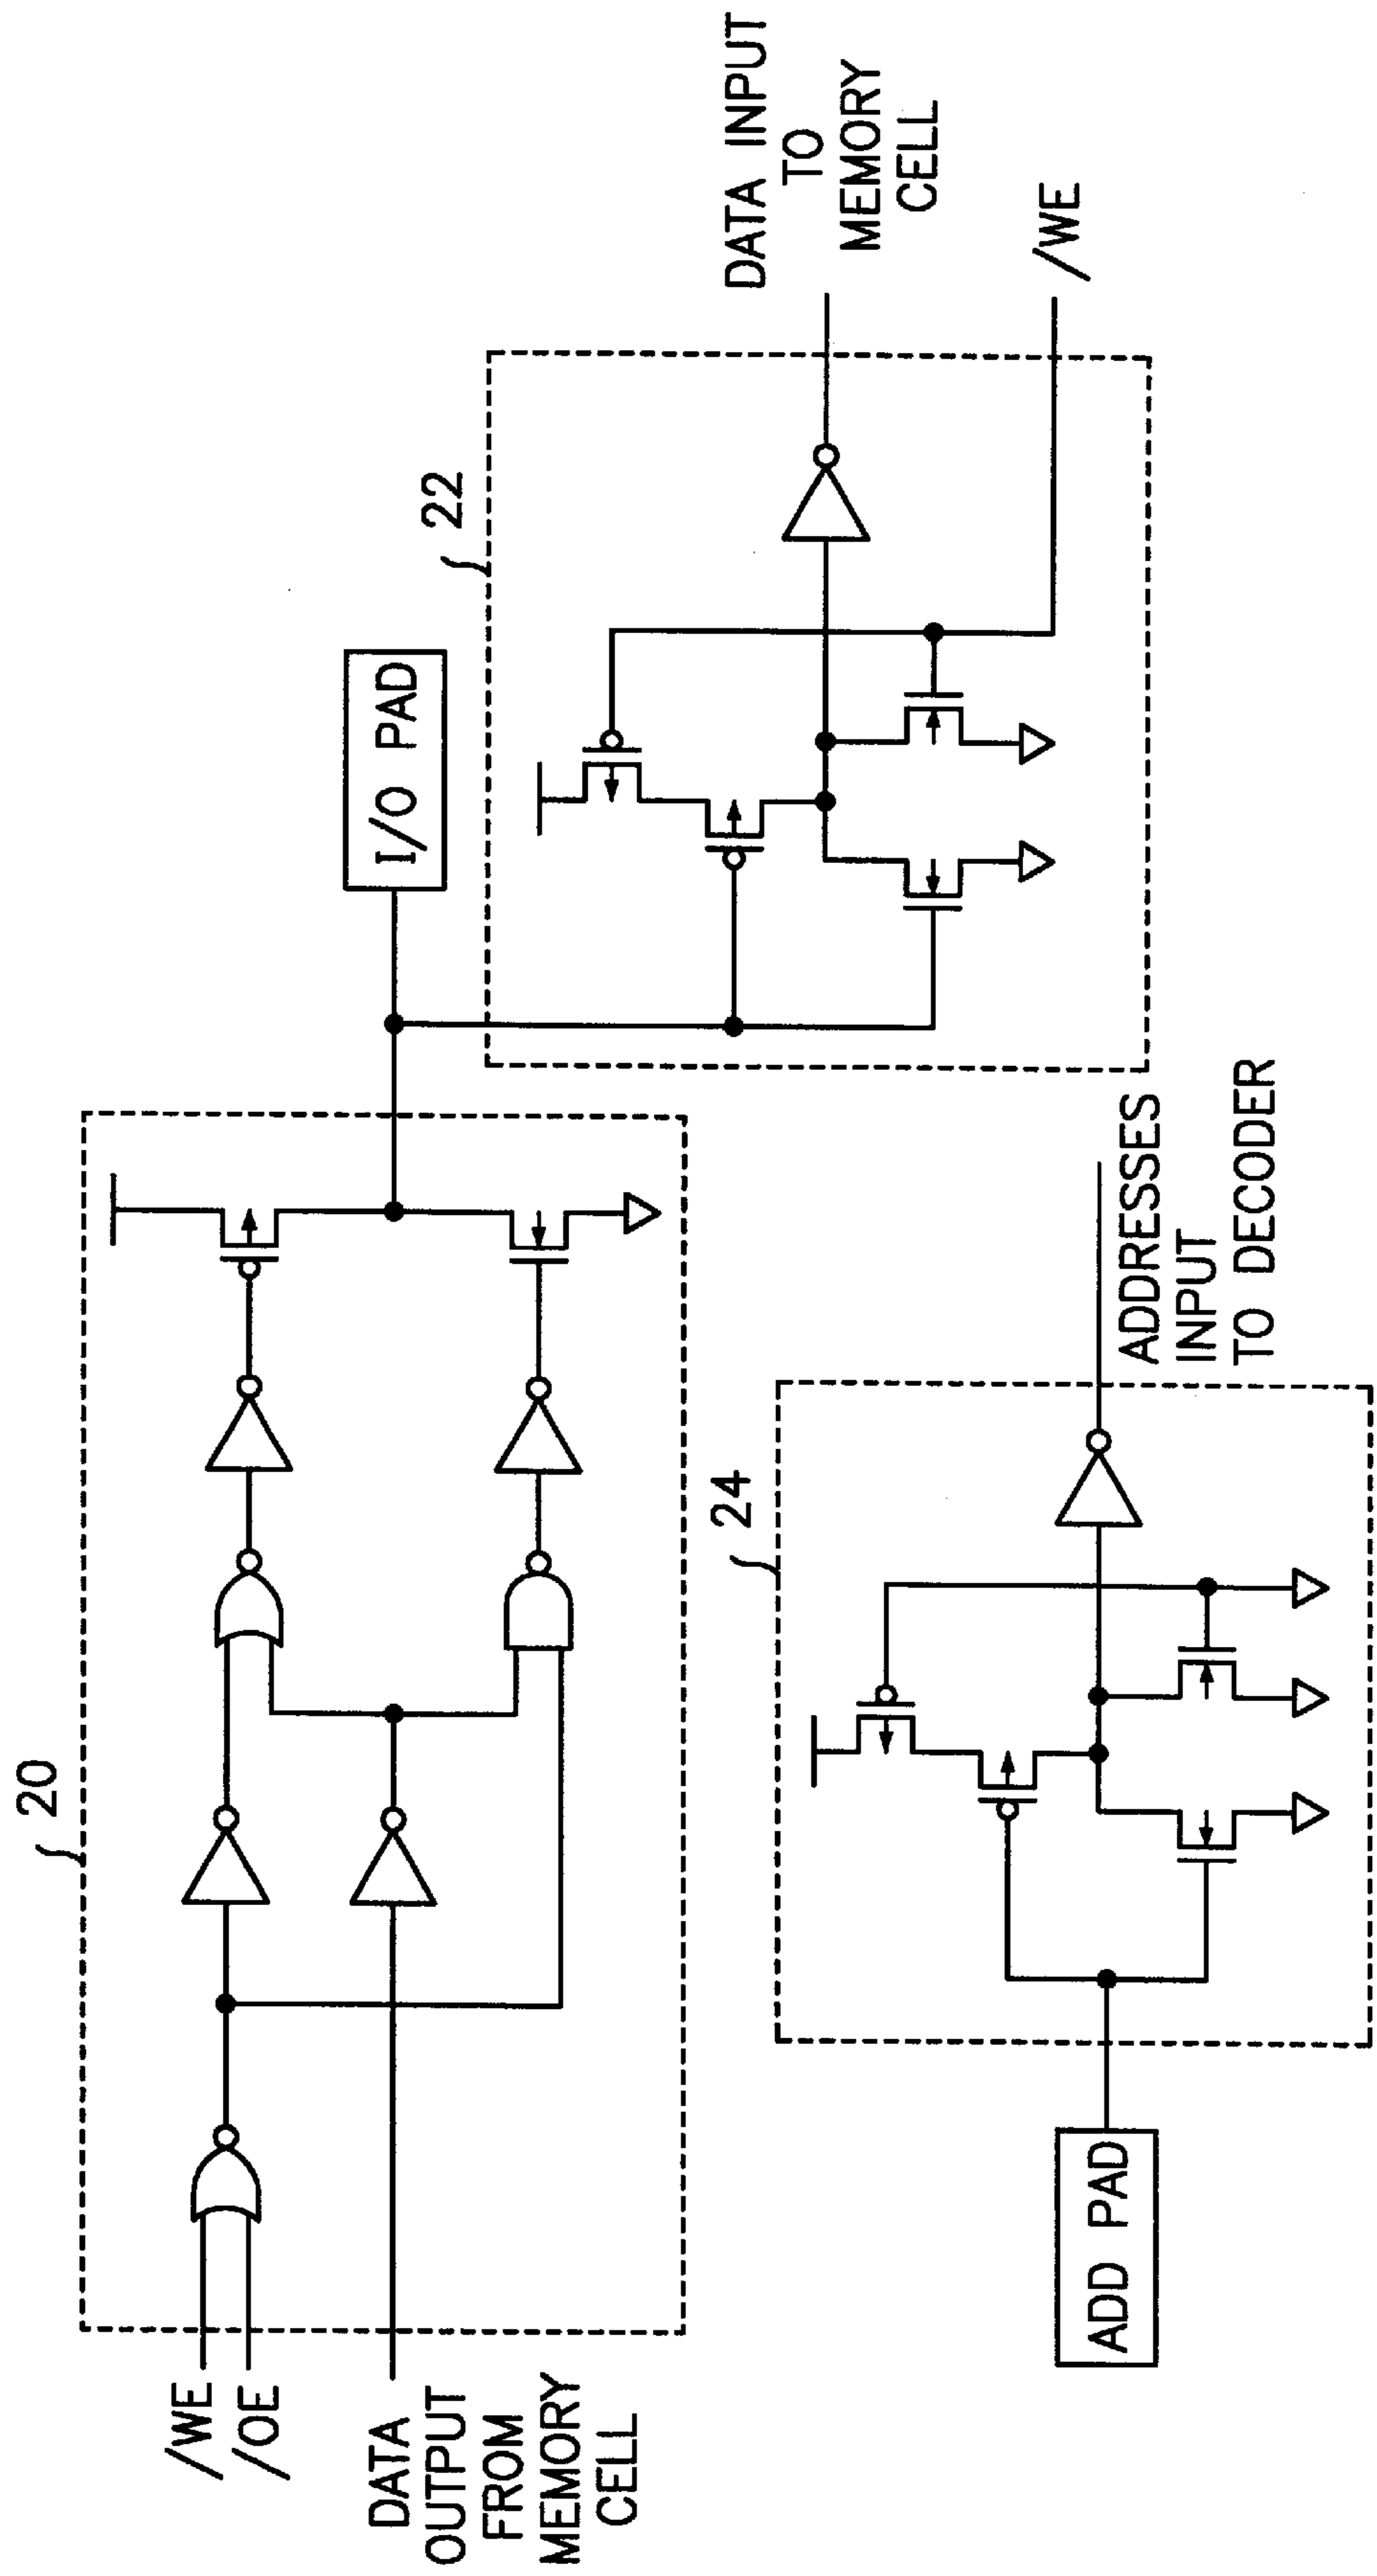 20
/WE
/OE
DATA
OUTPUT
FROM
MEMORY
CELL
I/O PAD
22
DATA INPUT
TO
MEMORY
CELL
/WE
24
ADD PAD
ADDRESSES
INPUT
TO DECODER